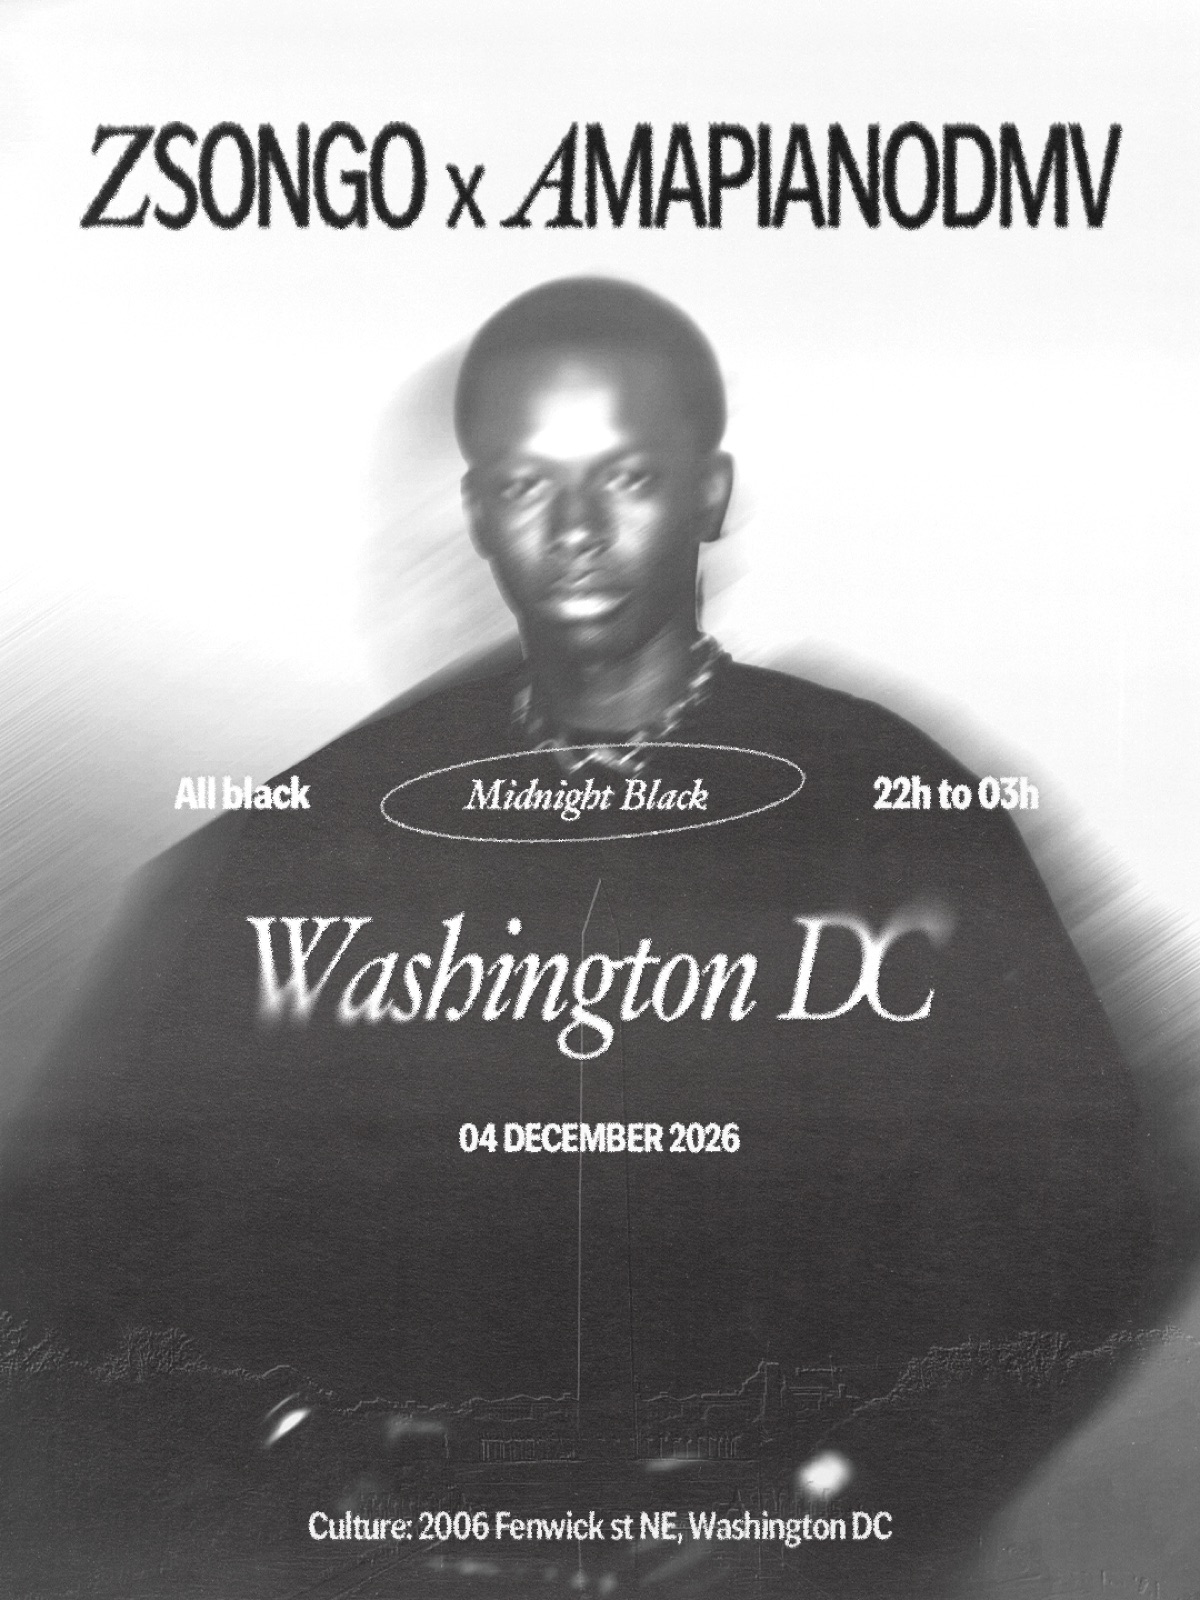 ZSONGO x AMAPIANODMV
All black
Midnight Black
22h to 03h
Washington DC
04 DECEMBER 2026
Culture: 2006 Fenwick st NE, Washington DC